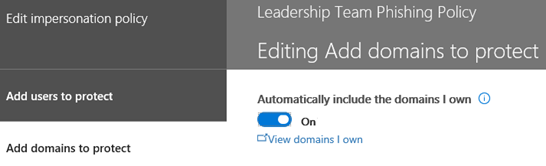 Edit impersonation policy
Add users to protect
Add domains to protect
Leadership Team Phishing Policy
Editing Add domains to protect
Automatically include the domains I own
On
View domains I own